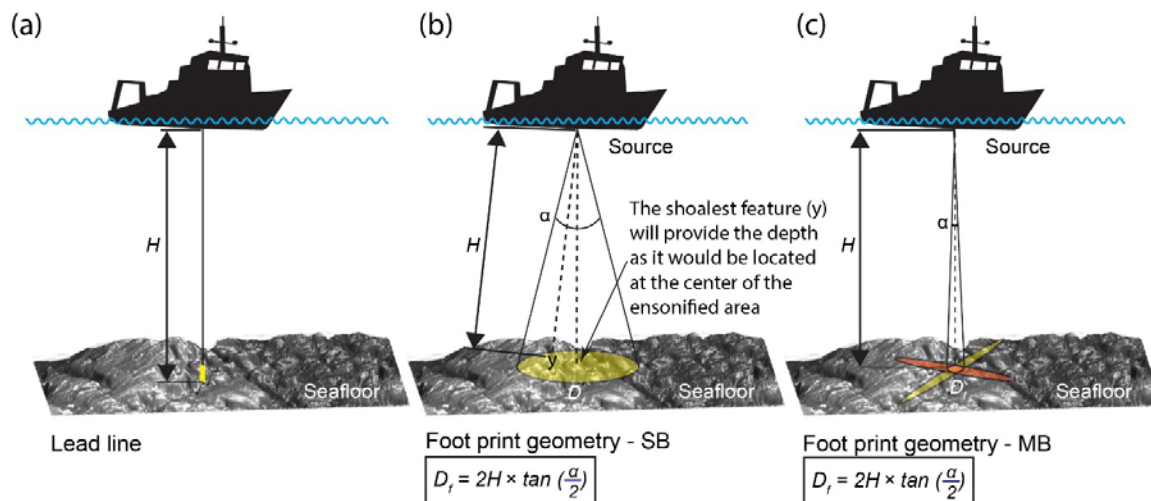 (a)
H
Seafloor
Lead line
(b)
Source
α
H
The shoalest feature (y)
will provide the depth
as it would be located
at the center of the
ensonified area
y
D
Seafloor
Foot print geometry - SB
D_f = 2H × tan (α/2)
(c)
Source
α
H
D
Seafloor
Foot print geometry - MB
D_f = 2H × tan (α/2)